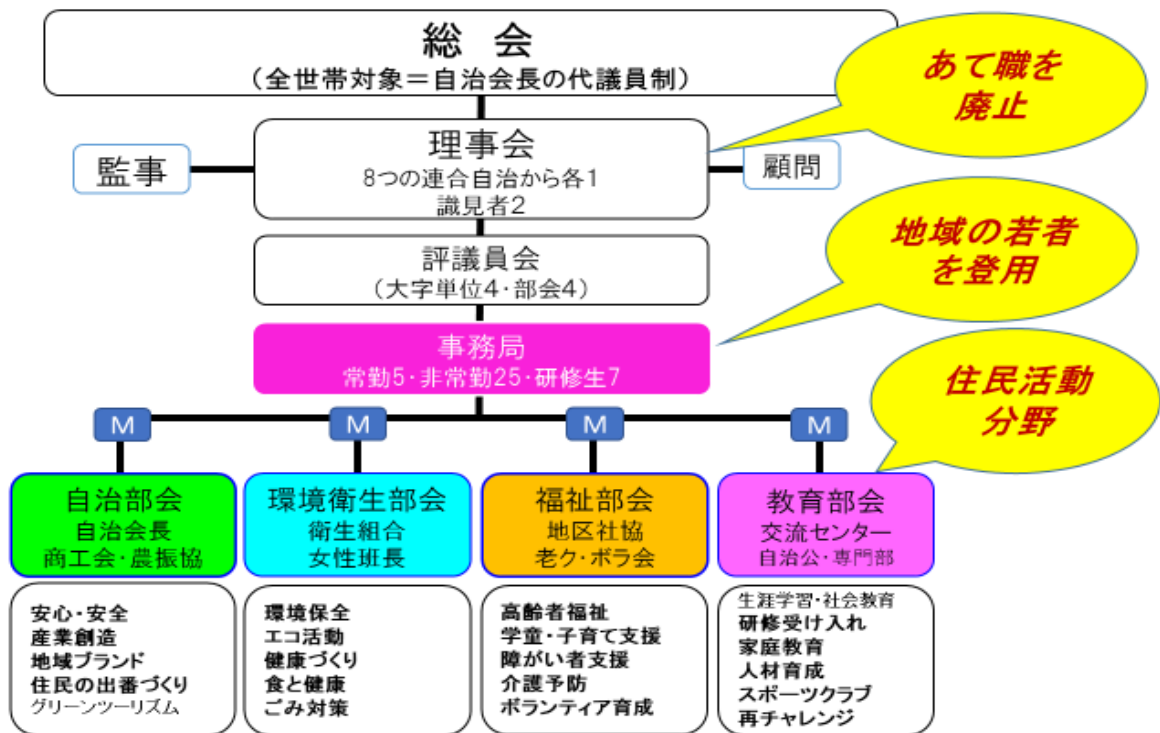 総 会
（全世帯対象＝自治会長の代議員制）
あて職を
廃止
監事
理事会
8つの連合自治から各1
識見者2
顧問
評議員会
（大字単位4・部会4）
地域の若者
を登用
事務局
常勤5・非常勤25・研修生7
住民活動
分野
M
M
M
M
自治部会
自治会長
商工会・農振協
環境衛生部会
衛生組合
女性班長
福祉部会
地区社協
老ク・ボラ会
教育部会
交流センター
自治公・専門部
安心・安全
産業創造
地域ブランド
住民の出番づくり
グリーンツーリズム
環境保全
エコ活動
健康づくり
食と健康
ごみ対策
高齢者福祉
学童・子育て支援
障がい者支援
介護予防
ボランティア育成
生涯学習・社会教育
研修受け入れ
家庭教育
人材育成
スポーツクラブ
再チャレンジ